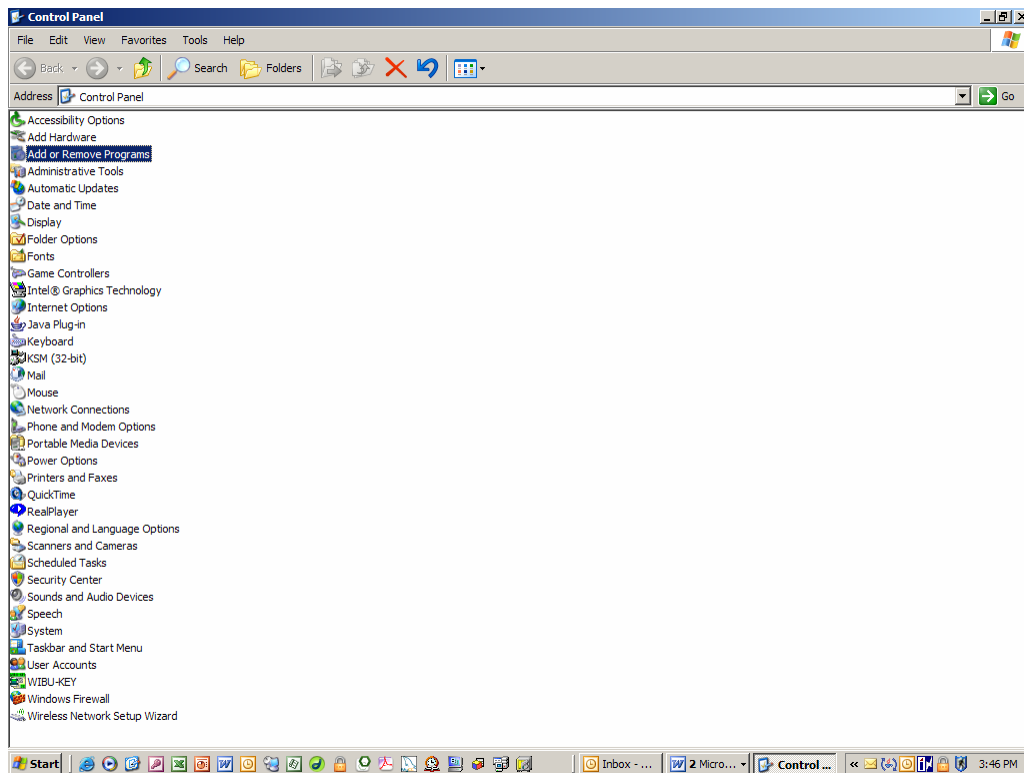 Control Panel
File Edit View Favorites Tools Help
Back Search Folders
Address Control Panel Go
Accessibility Options
Add Hardware
Add or Remove Programs
Administrative Tools
Automatic Updates
Date and Time
Display
Folder Options
Fonts
Game Controllers
Intel® Graphics Technology
Internet Options
Java Plug-in
Keyboard
KSM (32-bit)
Mail
Mouse
Network Connections
Phone and Modem Options
Portable Media Devices
Power Options
Printers and Faxes
QuickTime
RealPlayer
Regional and Language Options
Scanners and Cameras
Scheduled Tasks
Security Center
Sounds and Audio Devices
Speech
System
Taskbar and Start Menu
User Accounts
WIBU-KEY
Windows Firewall
Wireless Network Setup Wizard
Start Inbox - ... 2 Micro... Control ... « 3:46 PM